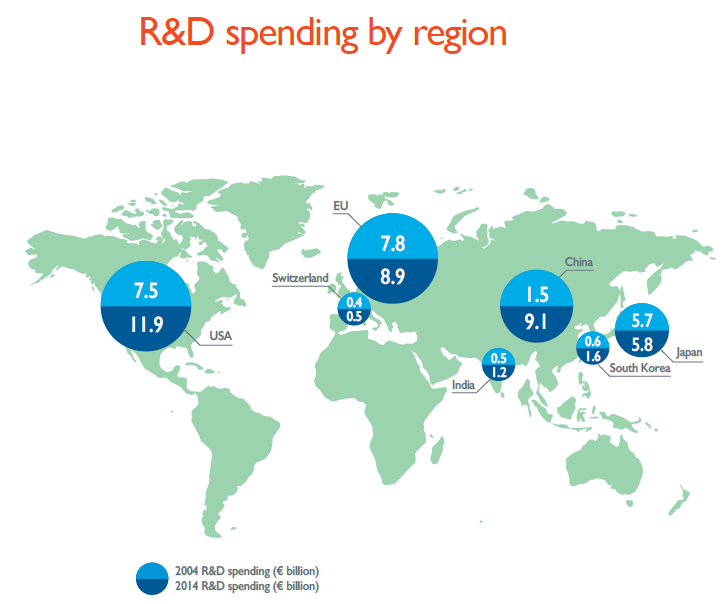 R&D spending by region
EU
7.8
8.9
Switzerland
0.4
0.5
China
1.5
9.1
7.5
11.9
USA
5.7
5.8
Japan
0.6
1.6
South Korea
0.5
1.2
India
2004 R&D spending (€ billion)
2014 R&D spending (€ billion)